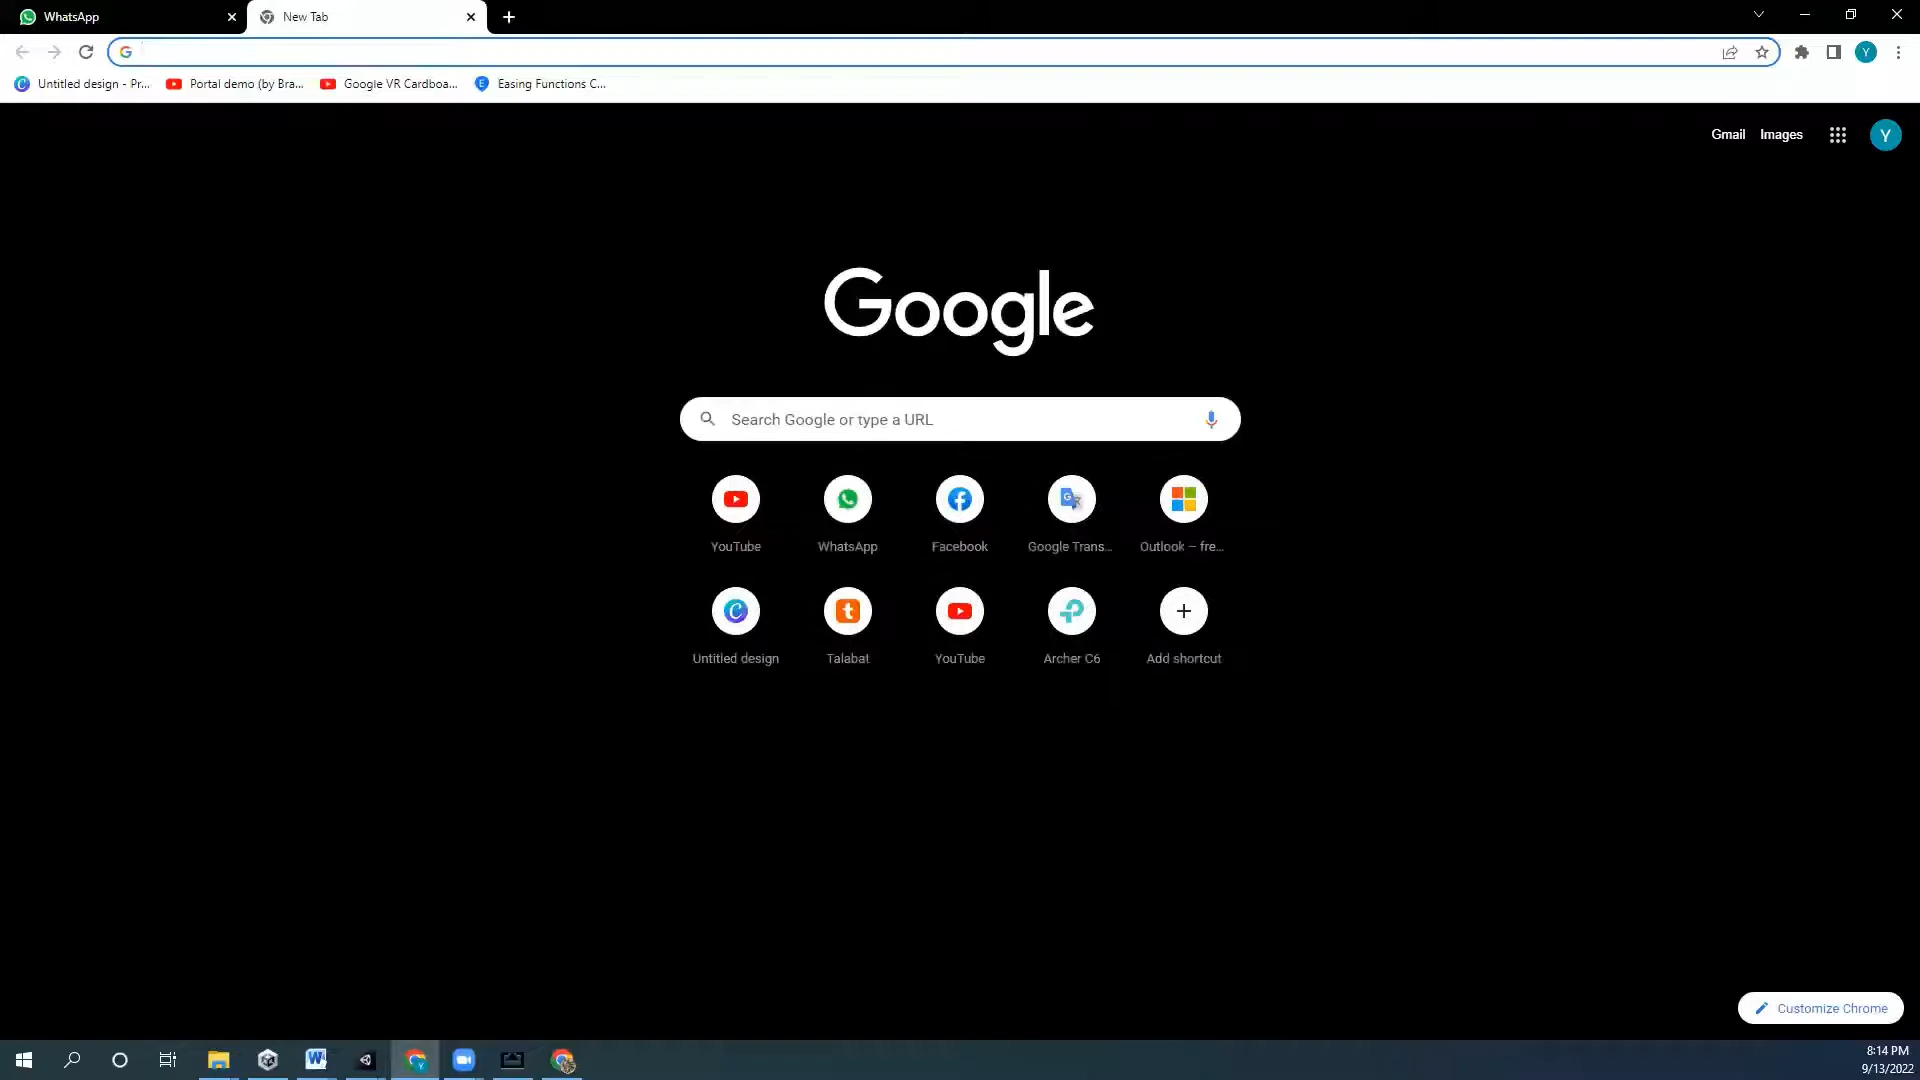 WhatsApp
New Tab
Untitled design - Pr...
Portal demo (by Bra...
Google VR Cardboa...
Easing Functions C...
Y
Gmail
Images
Y
Google
Search Google or type a URL
YouTube
WhatsApp
Facebook
Google Trans...
Outlook – fre...
Untitled design
Talabat
YouTube
Archer C6
Add shortcut
Customize Chrome
8:14 PM
9/13/2022